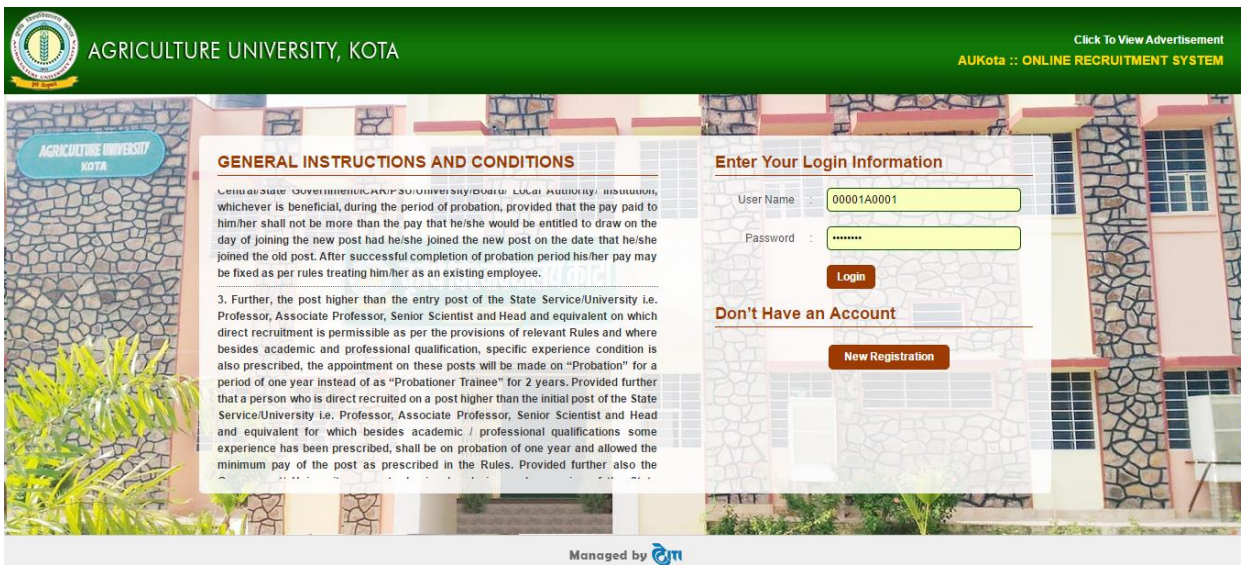 AGRICULTURE UNIVERSITY, KOTA
Click To View Advertisement
AUKota :: ONLINE RECRUITMENT SYSTEM
AGRICULTURE UNIVERSITY
KOTA
GENERAL INSTRUCTIONS AND CONDITIONS
Central/State Government/ICAR/PSU/University/Board/ Local Authority/ Institution,
whichever is beneficial, during the period of probation, provided that the pay paid to
him/her shall not be more than the pay that he/she would be entitled to draw on the
day of joining the new post had he/she joined the new post on the date that he/she
joined the old post. After successful completion of probation period his/her pay may
be fixed as per rules treating him/her as an existing employee.
3. Further, the post higher than the entry post of the State Service/University i.e.
Professor, Associate Professor, Senior Scientist and Head and equivalent on which
direct recruitment is permissible as per the provisions of relevant Rules and where
besides academic and professional qualification, specific experience condition is
also prescribed, the appointment on these posts will be made on “Probation” for a
period of one year instead of as “Probationer Trainee” for 2 years. Provided further
that a person who is direct recruited on a post higher than the initial post of the State
Service/University i.e. Professor, Associate Professor, Senior Scientist and Head
and equivalent for which besides academic / professional qualifications some
experience has been prescribed, shall be on probation of one year and allowed the
minimum pay of the post as prescribed in the Rules. Provided further also the
Enter Your Login Information
User Name :
00001A0001
Password :
••••••••
Login
Don't Have an Account
New Registration
Managed by